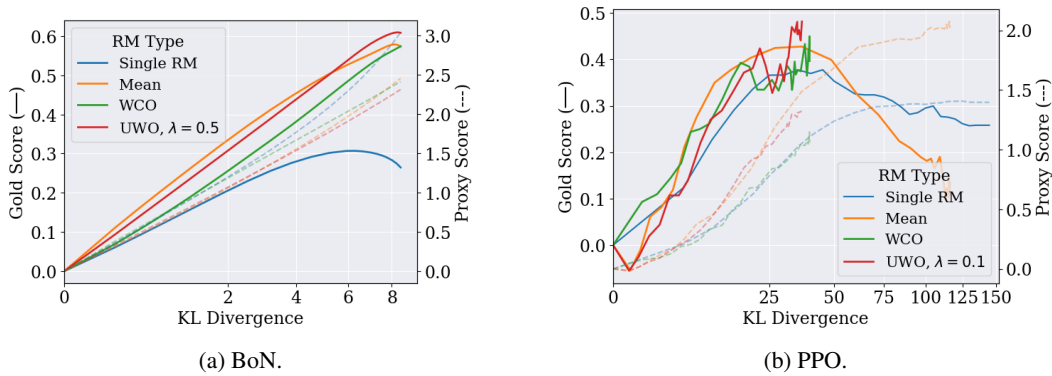 0.6
0.5
0.4
0.3
0.2
0.1
0.0
Gold Score (—)
RM Type
Single RM
Mean
WCO
UWO, λ = 0.5
3.0
2.5
2.0
1.5
1.0
0.5
0.0
Proxy Score (---)
0 2 4 6 8
KL Divergence
(a) BoN.
0.5
0.4
0.3
0.2
0.1
0.0
Gold Score (—)
RM Type
Single RM
Mean
WCO
UWO, λ = 0.1
2.0
1.5
1.0
0.5
0.0
Proxy Score (---)
0 25 50 75 100 125 150
KL Divergence
(b) PPO.